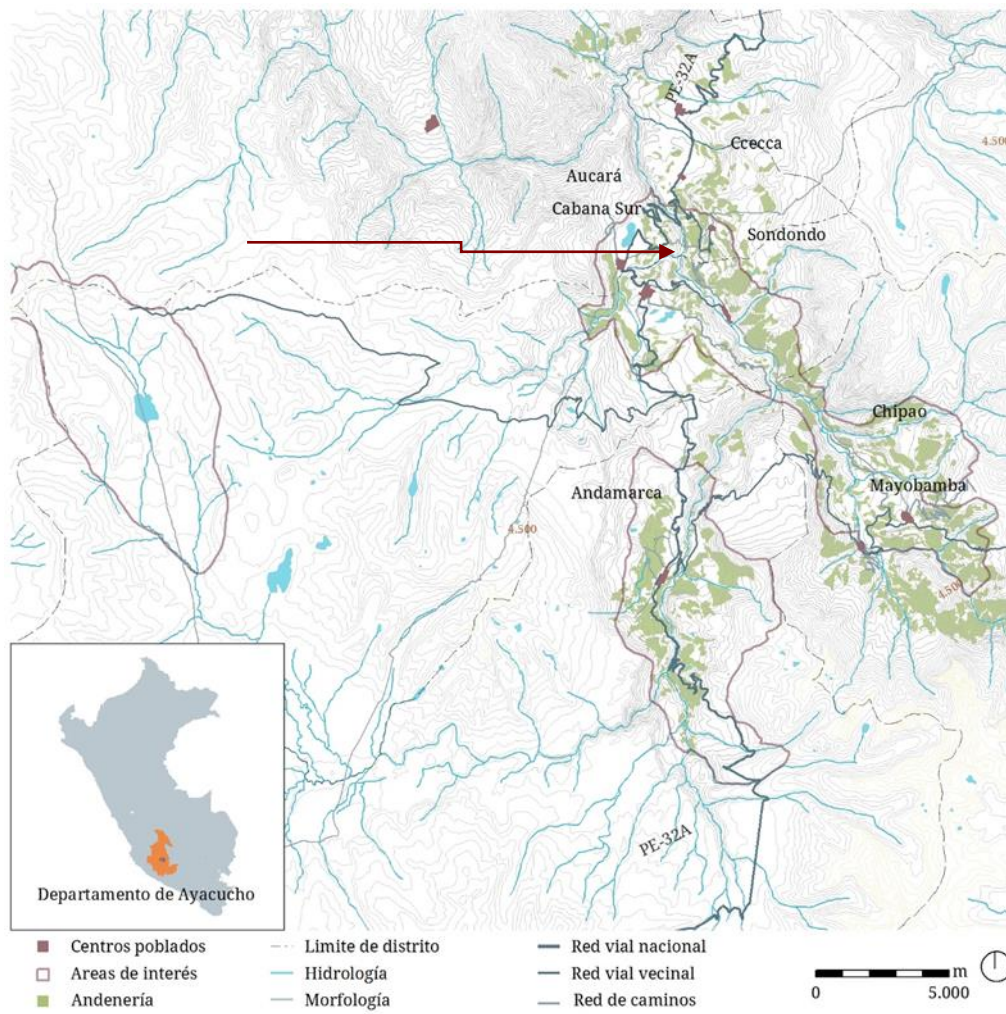 PE-32A
Ccecca
4.500
Aucará
Cabana Sur
Sondondo
Chipao
Andamarca
Mayobamba
4.500
4.500
PE-32A
Departamento de Ayacucho
Centros poblados
Areas de interés
Andenería
Limite de distrito
Hidrología
Morfología
Red vial nacional
Red vial vecinal
Red de caminos
m
0 5.000